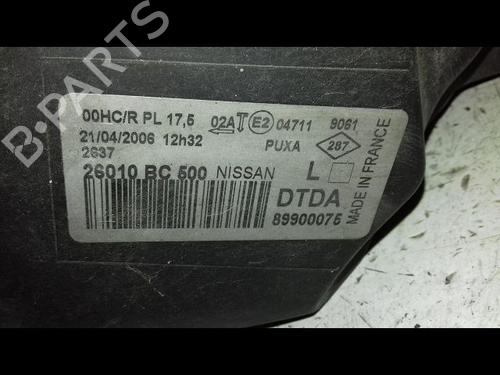 B-PARTS
00HC/R PL 17,5 02A E2 04711 9061
21/04/2006 12h32 PUXA 287
2637
26010 BC 500 NISSAN L
DTDA
89900075
MADE IN FRANCE